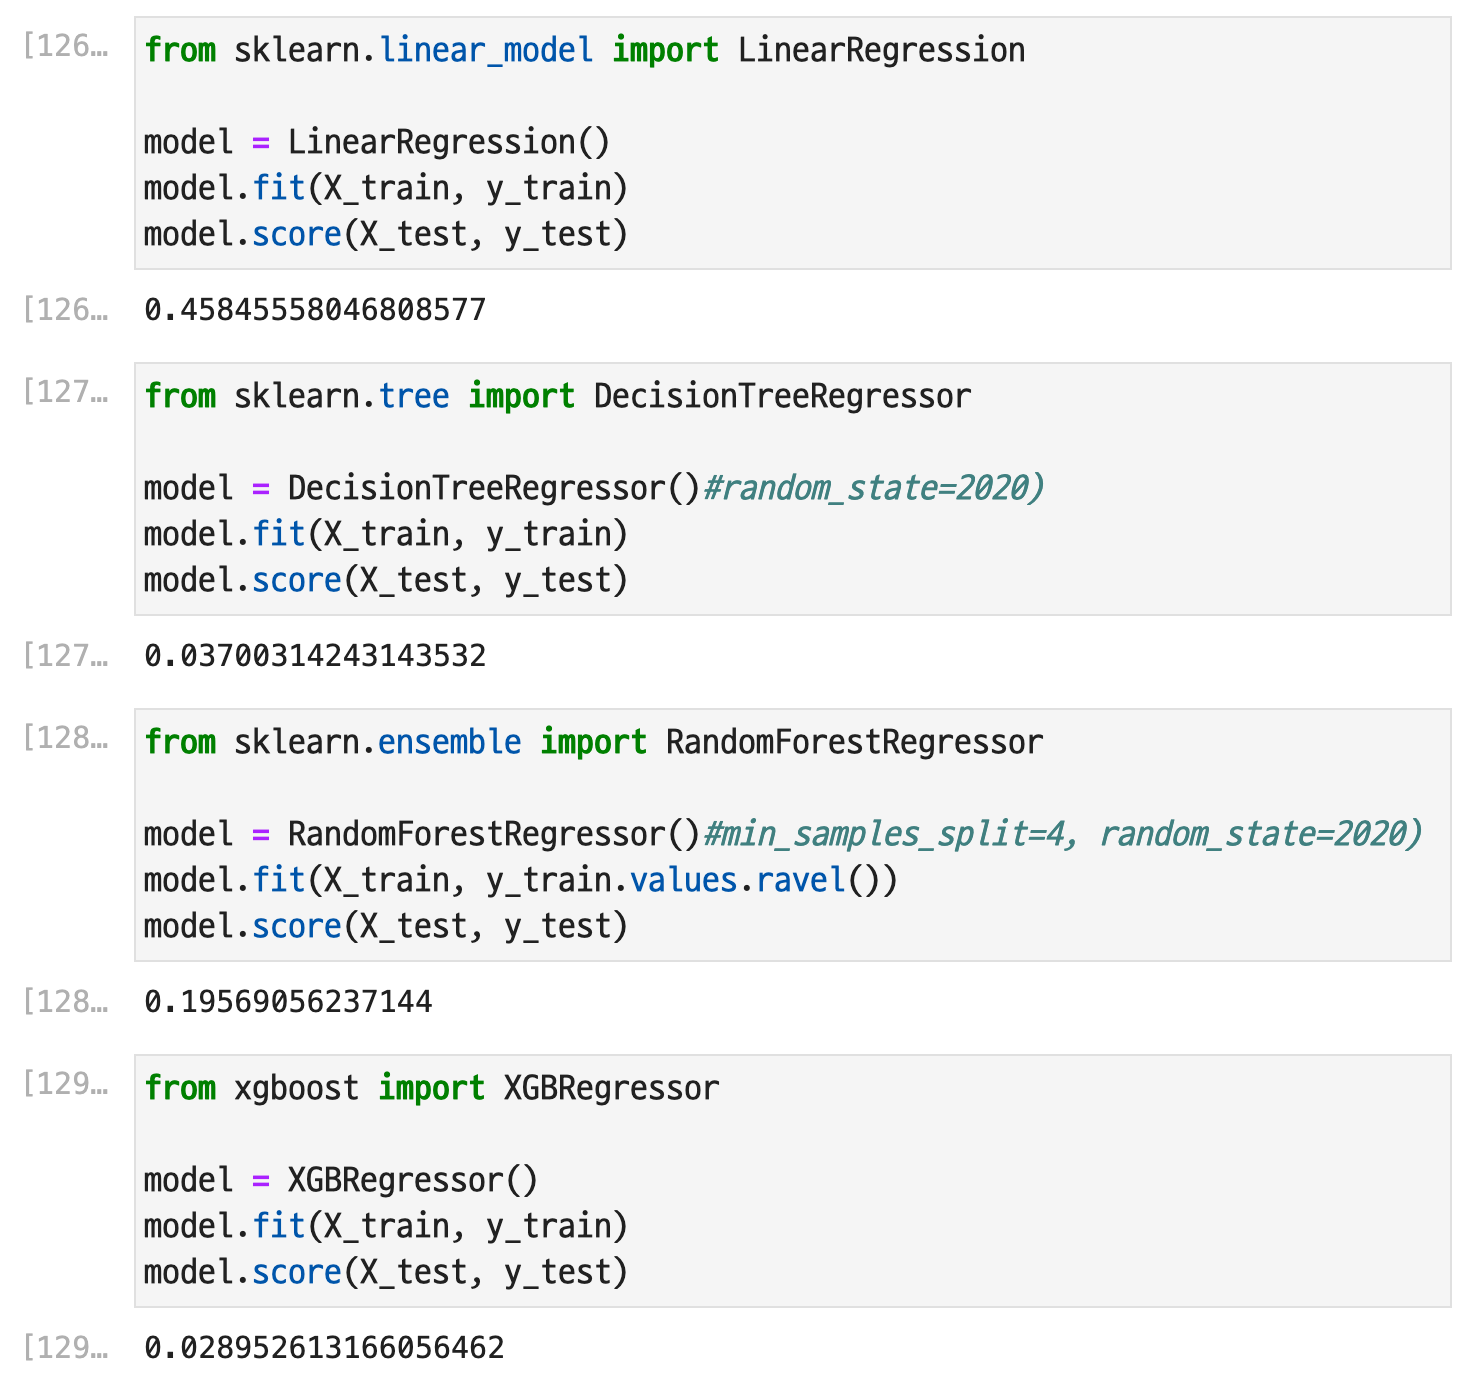 [126…
from sklearn.linear_model import LinearRegression
model = LinearRegression()
model.fit(X_train, y_train)
model.score(X_test, y_test)
[126…
0.45845558046808577
[127…
from sklearn.tree import DecisionTreeRegressor
model = DecisionTreeRegressor()#random_state=2020)
model.fit(X_train, y_train)
model.score(X_test, y_test)
[127…
0.03700314243143532
[128…
from sklearn.ensemble import RandomForestRegressor
model = RandomForestRegressor()#min_samples_split=4, random_state=2020)
model.fit(X_train, y_train.values.ravel())
model.score(X_test, y_test)
[128…
0.19569056237144
[129…
from xgboost import XGBRegressor
model = XGBRegressor()
model.fit(X_train, y_train)
model.score(X_test, y_test)
[129…
0.028952613166056462